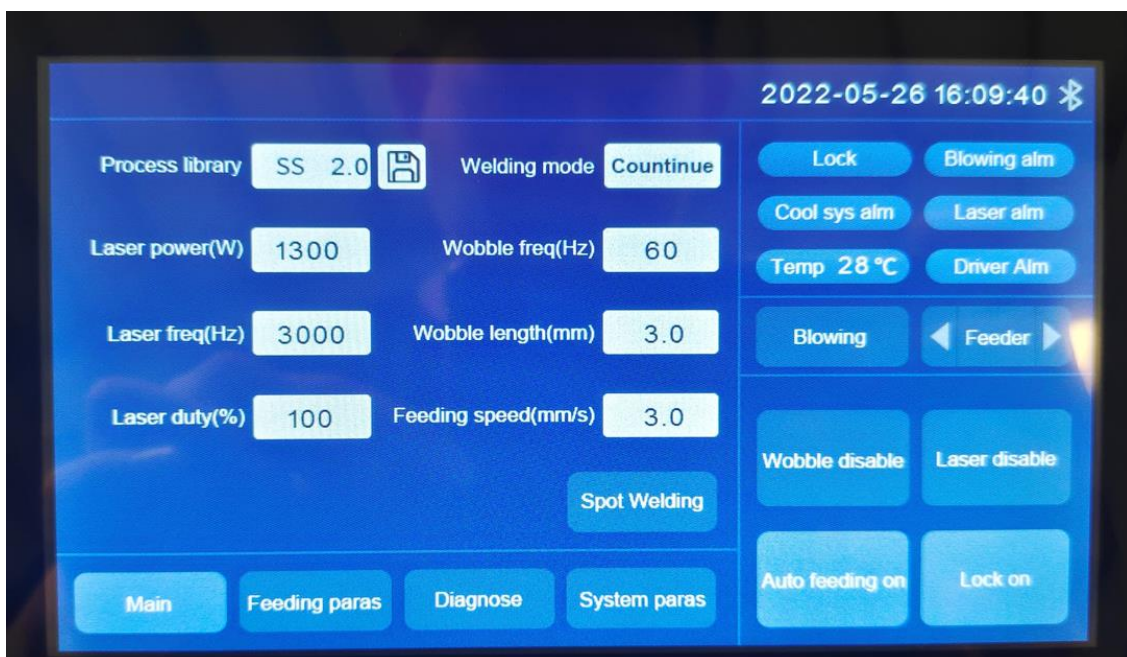 2022-05-26 16:09:40
Process library SS 2.0 Welding mode Countinue
Laser power(W) 1300 Wobble freq(Hz) 60
Laser freq(Hz) 3000 Wobble length(mm) 3.0
Laser duty(%) 100 Feeding speed(mm/s) 3.0
Spot Welding
Main Feeding paras Diagnose System paras
Lock Blowing alm
Cool sys alm Laser alm
Temp 28℃ Driver Alm
Blowing Feeder
Wobble disable Laser disable
Auto feeding on Lock on